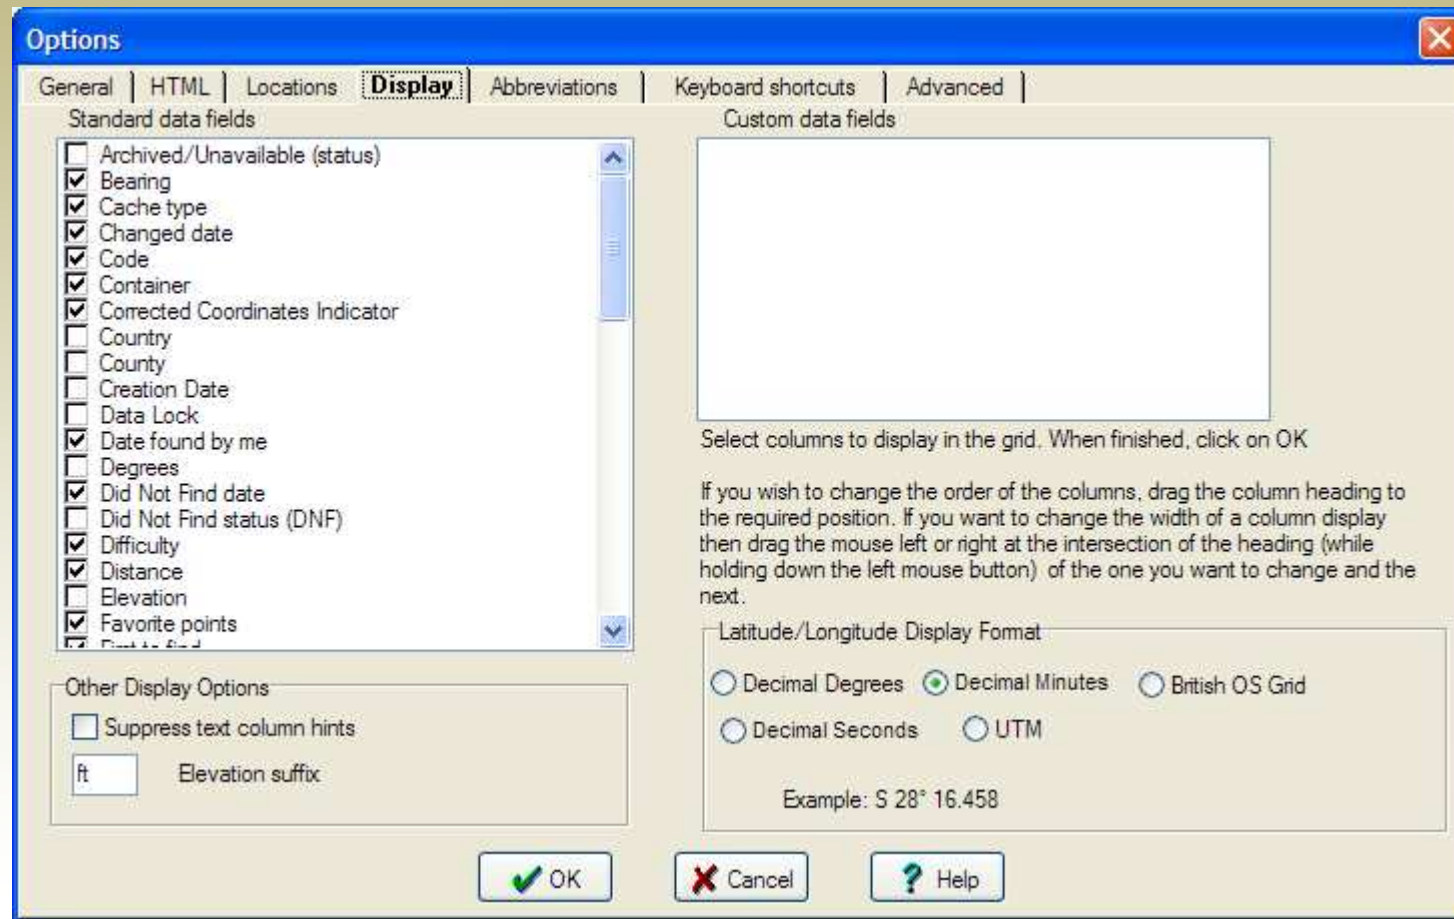 Options
General HTML Locations Display Abbreviations Keyboard shortcuts Advanced
Standard data fields
Archived/Unavailable (status)
Bearing
Cache type
Changed date
Code
Container
Corrected Coordinates Indicator
Country
County
Creation Date
Data Lock
Date found by me
Degrees
Did Not Find date
Did Not Find status (DNF)
Difficulty
Distance
Elevation
Favorite points
First to find
Other Display Options
Suppress text column hints
ft Elevation suffix
Custom data fields
Select columns to display in the grid. When finished, click on OK
If you wish to change the order of the columns, drag the column heading to
the required position. If you want to change the width of a column display
then drag the mouse left or right at the intersection of the heading (while
holding down the left mouse button) of the one you want to change and the
next.
Latitude/Longitude Display Format
Decimal Degrees Decimal Minutes British OS Grid
Decimal Seconds UTM
Example: S 28° 16.458
OK Cancel Help